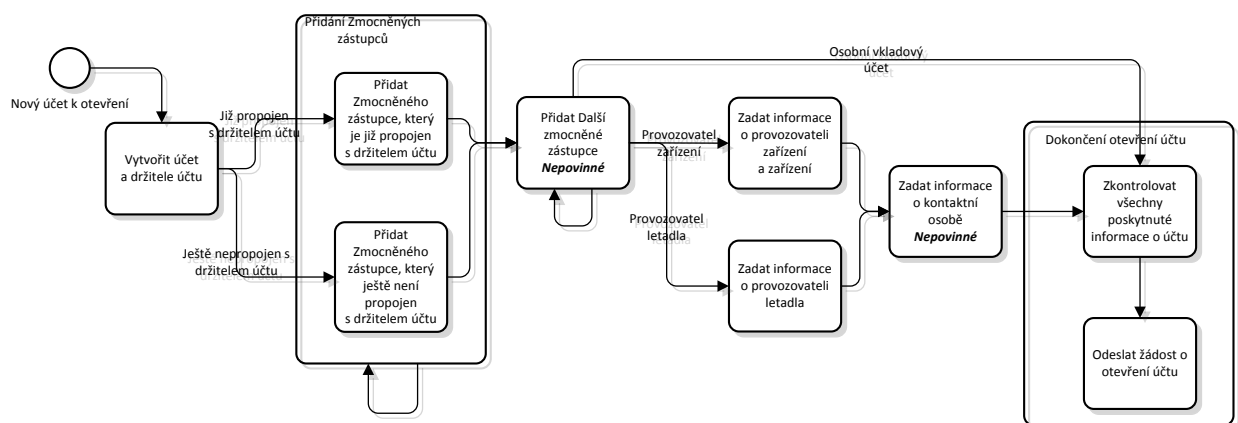 Nový účet k otevření
Vytvořit účet
a držitele účtu
Již propojen
s držitelem účtu
Ještě nepropojen s
držitelem účtu
Přidání Zmocněných
zástupců
Přidat
Zmocněného
zástupce, který
je již propojen
s držitelem účtu
Přidat
Zmocněného
zástupce, který
ještě není
propojen
s držitelem účtu
Přidat Další
zmocněné
zástupce
Nepovinné
Osobní vkladový
účet
Provozovatel
zařízení
Provozovatel
letadla
Zadat informace
o provozovateli
zařízení
a zařízení
Zadat informace
o provozovateli
letadla
Zadat informace
o kontaktní
osobě
Nepovinné
Dokončení otevření účtu
Zkontrolovat
všechny
poskytnuté
informace o účtu
Odeslat žádost o
otevření účtu